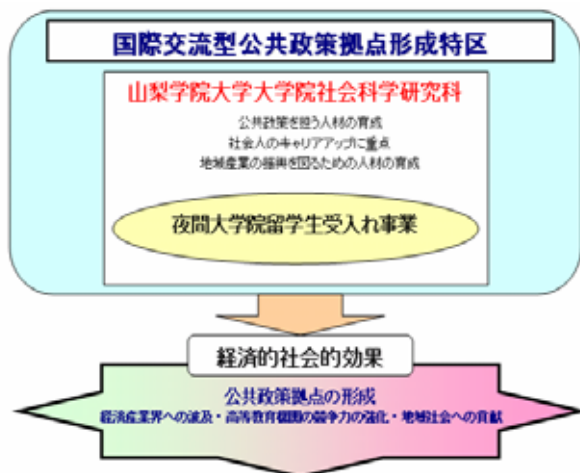 国際交流型公共政策拠点形成特区
山梨学院大学大学院社会科学研究科
公共政策を担う人材の育成
社会人のキャリアアップに重点
地域産業の振興を図るための人材の育成
夜間大学院留学生受入れ事業
経済的社会的効果
公共政策拠点の形成
経済産業界への波及・高等教育機関の競争力の強化・地域社会への貢献